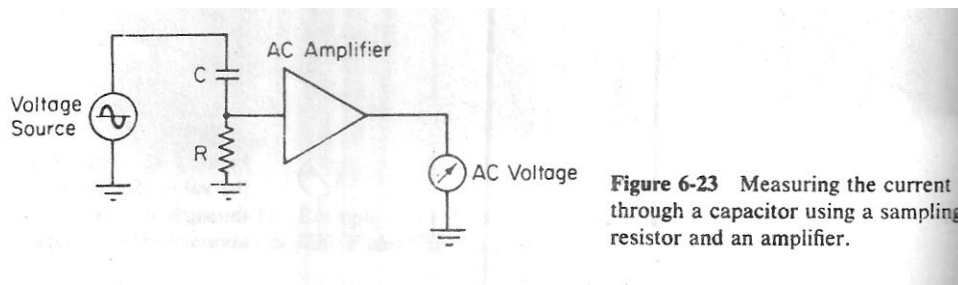 AC Amplifier
C
Voltage
Source
R
AC Voltage
Figure 6-23 Measuring the current
through a capacitor using a sampling
resistor and an amplifier.